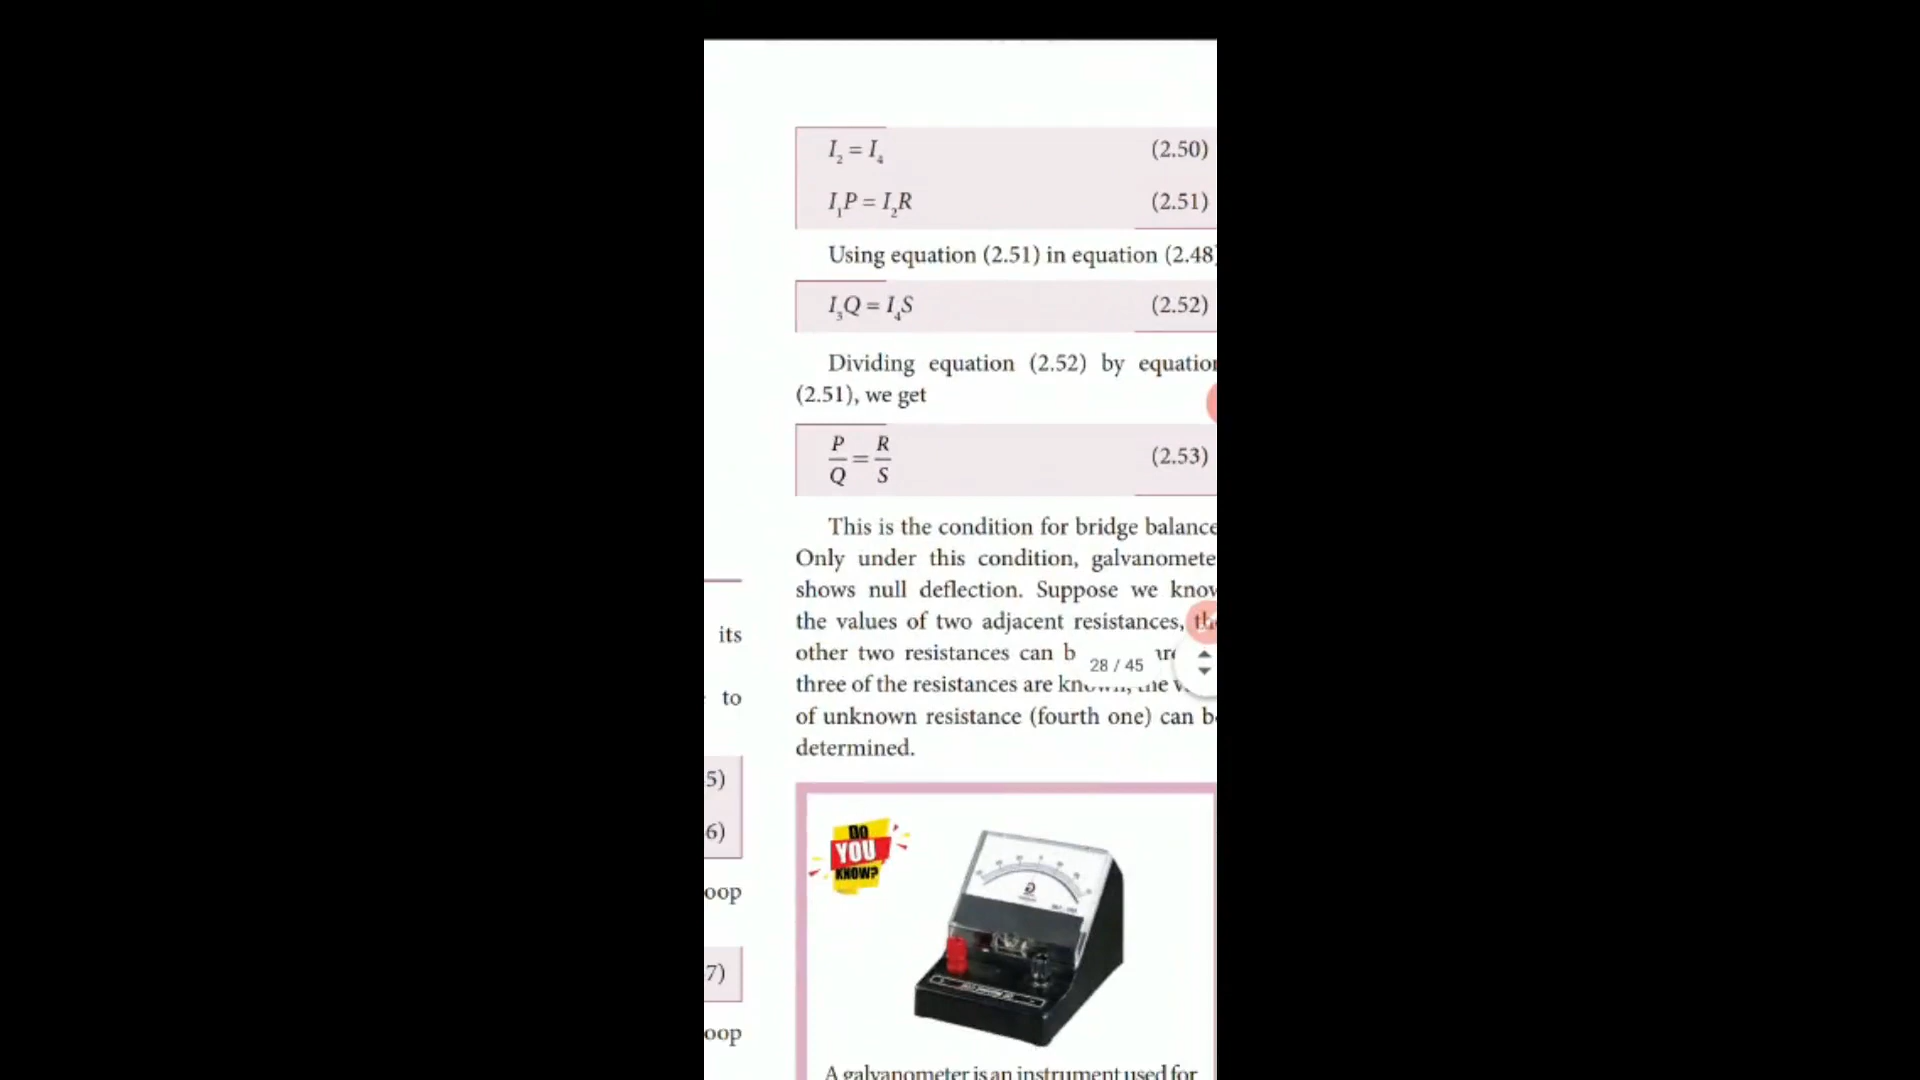 I₂ = I₄ (2.50)
I₁P = I₂R (2.51)
Using equation (2.51) in equation (2.48)
I₃Q = I₄S (2.52)
Dividing equation (2.52) by equation
(2.51), we get
P/Q = R/S (2.53)
This is the condition for bridge balance
Only under this condition, galvanomete
shows null deflection. Suppose we know
the values of two adjacent resistances,
other two resistances can b
28 / 45
three of the resistances are
of unknown resistance (fourth one) can be
determined.
its
to
5)
6)
oop
7)
oop
DO
YOU
KNOW?
A galvanometer is an instrument used for